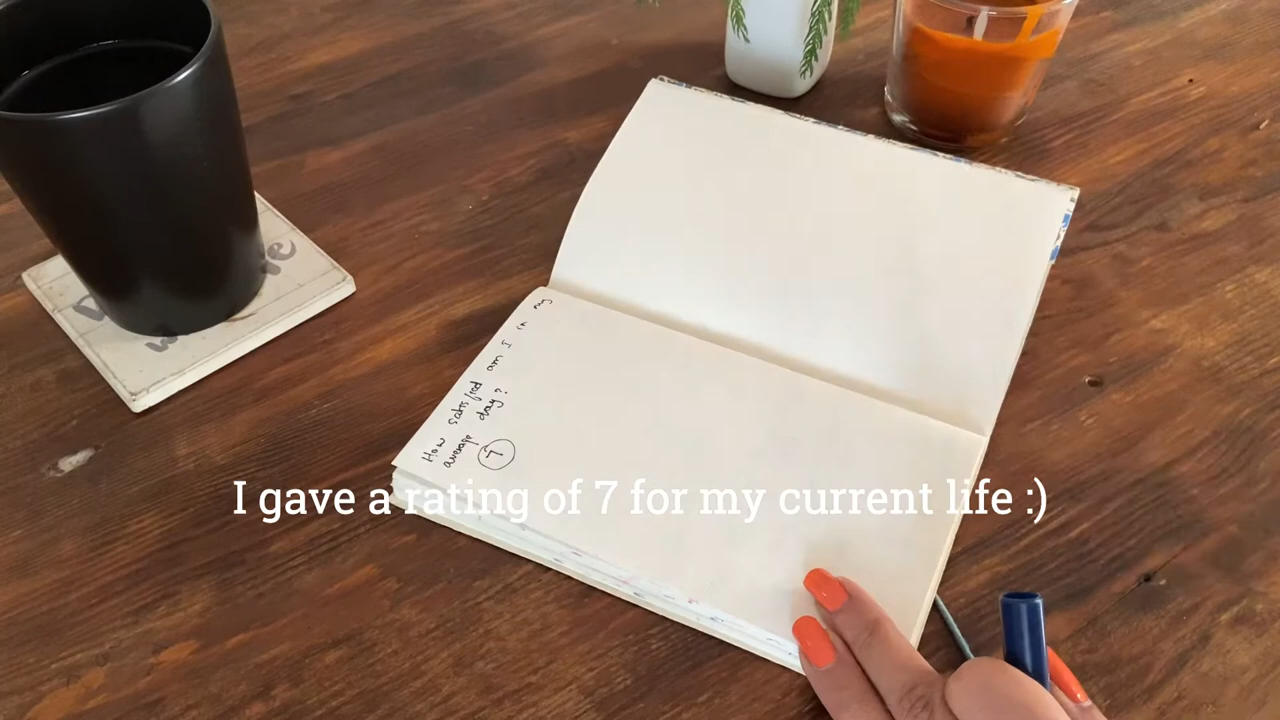 How satisfied am I in my
average day?
7
I gave a rating of 7 for my current life :)